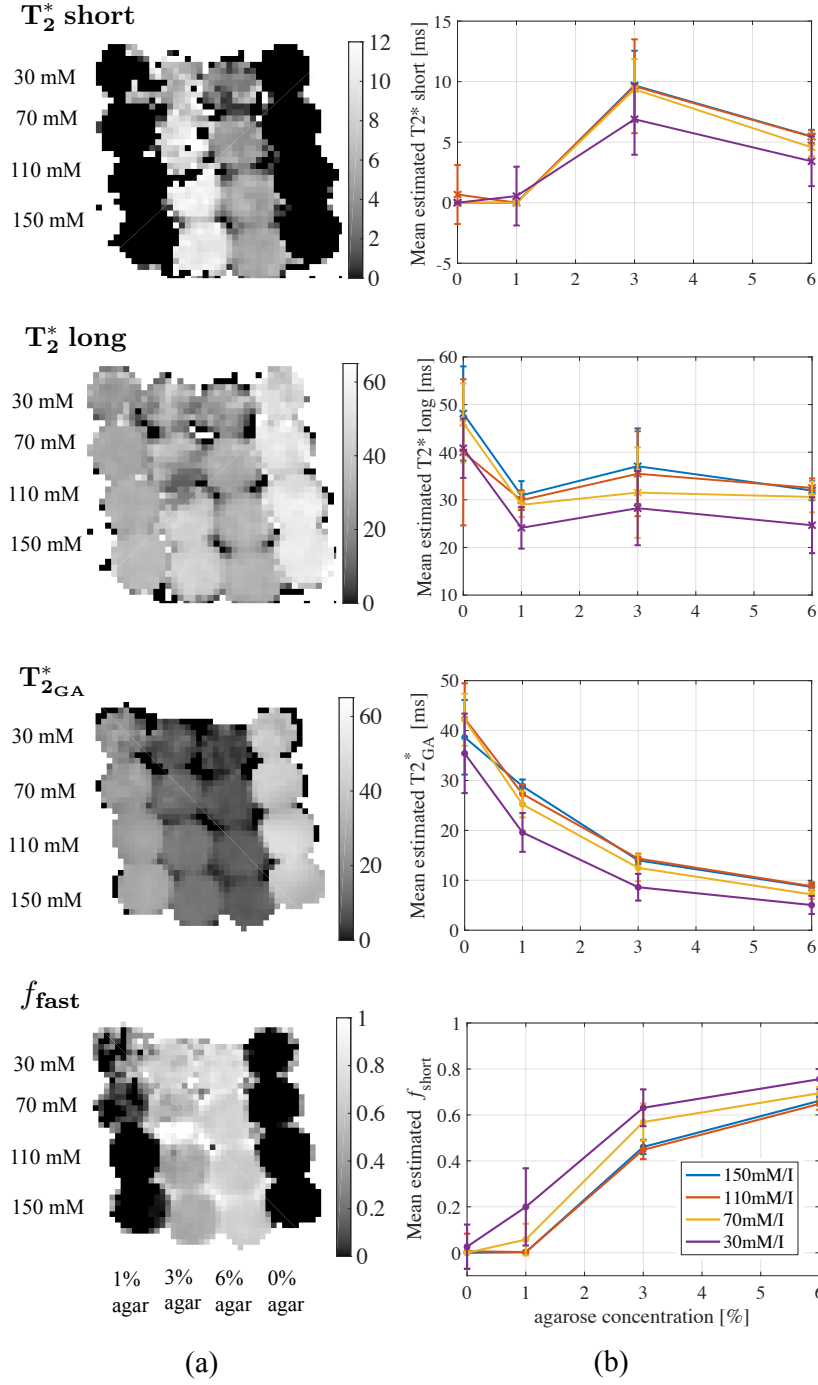 T₂* short
30 mM
70 mM
110 mM
150 mM
12
10
8
6
4
2
0
Mean estimated T2* short [ms]
15
10
5
0
-5
0 1 2 3 4 5 6
T₂* long
30 mM
70 mM
110 mM
150 mM
60
40
20
0
Mean estimated T2* long [ms]
60
50
40
30
20
10
0 1 2 3 4 5 6
T₂*GA
30 mM
70 mM
110 mM
150 mM
60
40
20
0
Mean estimated T2*GA [ms]
50
40
30
20
10
0
0 1 2 3 4 5 6
f fast
30 mM
70 mM
110 mM
150 mM
1
0.8
0.6
0.4
0.2
0
1% 3% 6% 0%
agar agar agar agar
Mean estimated f short
1
0.8
0.6
0.4
0.2
0
150mM/l
110mM/l
70mM/l
30mM/l
0 1 2 3 4 5 6
agarose concentration [%]
(a) (b)